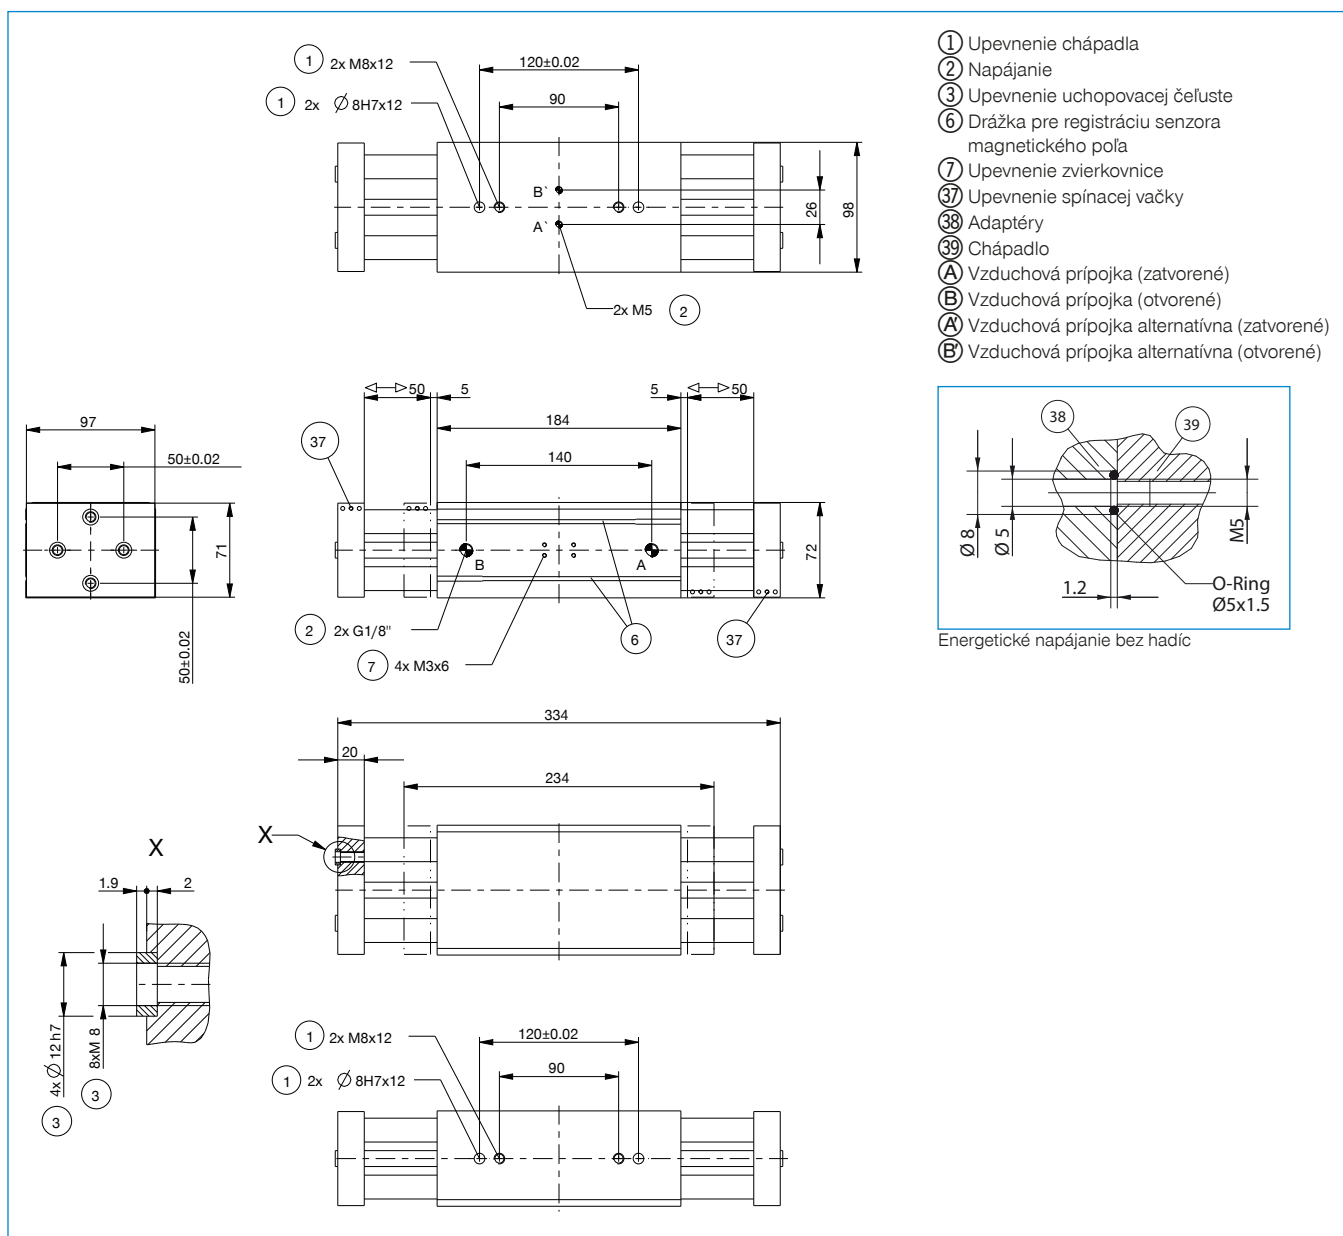 1 2x M8x12
1 2x Ø 8H7x12
120±0.02
90
B`
A`
26
98
2x M5 2
1 Upevnenie chápadla
2 Napájanie
3 Upevnenie uchopovacej čeľuste
6 Drážka pre registráciu senzora
magnetického poľa
7 Upevnenie zvierkovnice
37 Upevnenie spínacej vačky
38 Adaptéry
39 Chápadlo
A Vzduchová prípojka (zatvorené)
B Vzduchová prípojka (otvorené)
A' Vzduchová prípojka alternatívna (zatvorené)
B' Vzduchová prípojka alternatívna (otvorené)
97
50±0.02
71
50±0.02
50 5
5 50
184
140
37
B
A
72
2 2x G1/8"
7 4x M3x6
6
37
38
39
Ø 8
Ø 5
M5
1.2
O-Ring
Ø5x1.5
Energetické napájanie bez hadíc
334
20
234
X
X
1.9 2
4x Ø 12 h7
8xM 8
3
3
1 2x M8x12
1 2x Ø 8H7x12
120±0.02
90